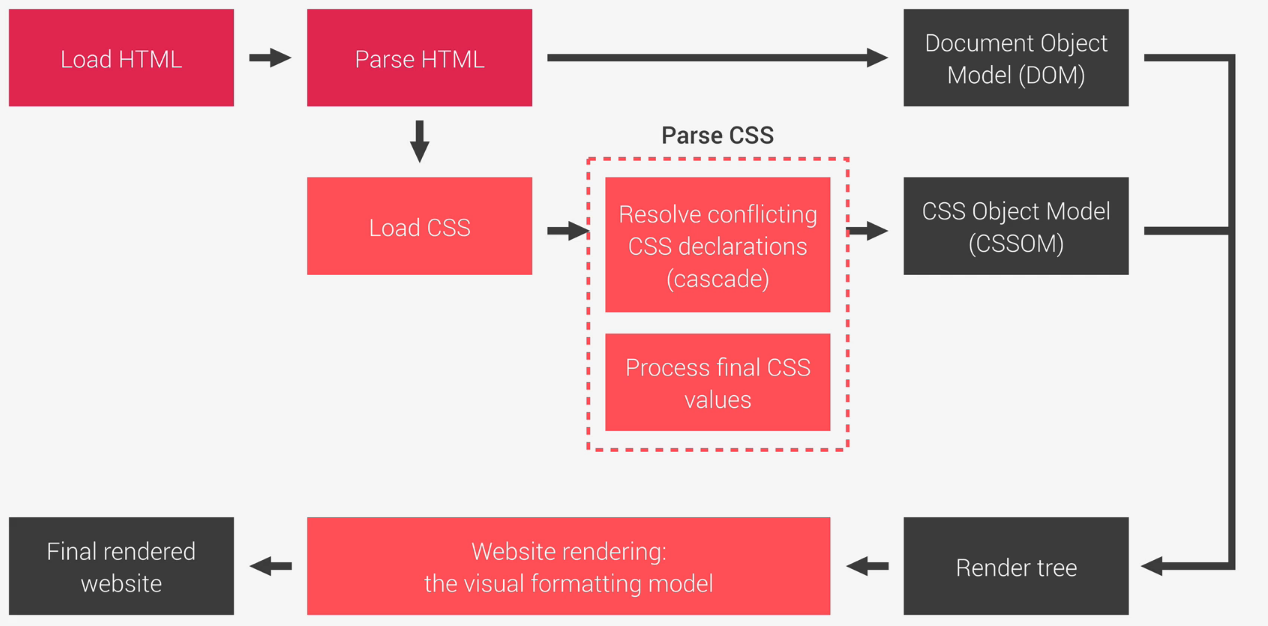 Load HTML
Parse HTML
Document Object
Model (DOM)
Parse CSS
Load CSS
Resolve conflicting
CSS declarations
(cascade)
CSS Object Model
(CSSOM)
Process final CSS
values
Final rendered
website
Website rendering:
the visual formatting model
Render tree